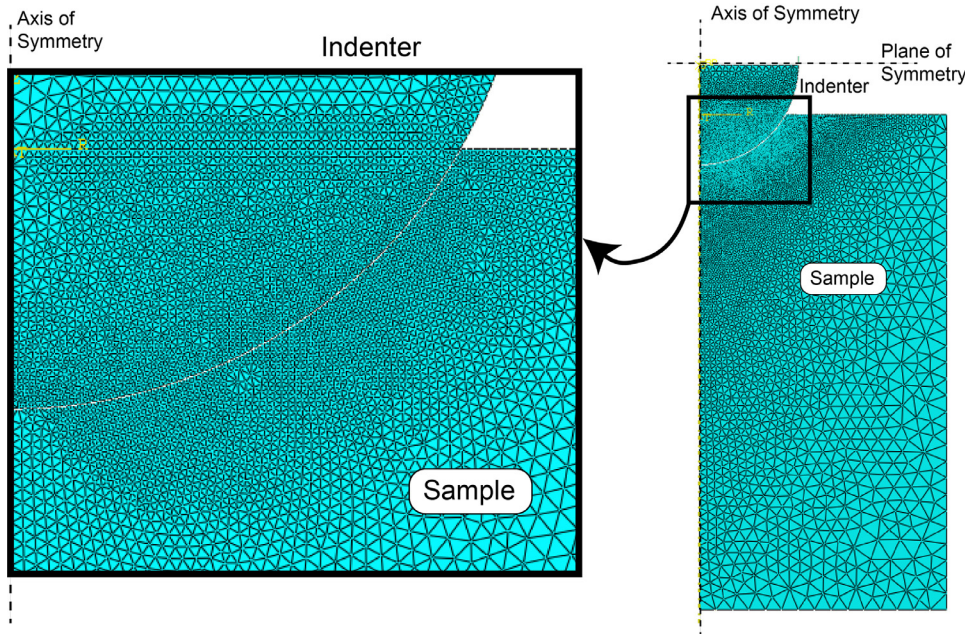 Axis of
Symmetry
Indenter
R
Sample
Axis of Symmetry
Plane of
Symmetry
Indenter
R
Sample